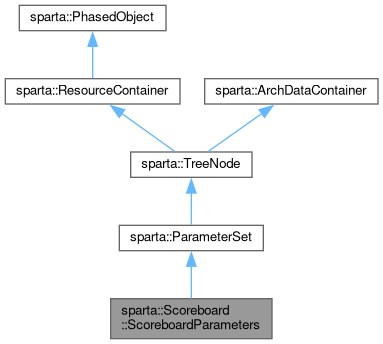 sparta::PhasedObject
sparta::ResourceContainer
sparta::ArchDataContainer
sparta::TreeNode
sparta::ParameterSet
sparta::Scoreboard
::ScoreboardParameters